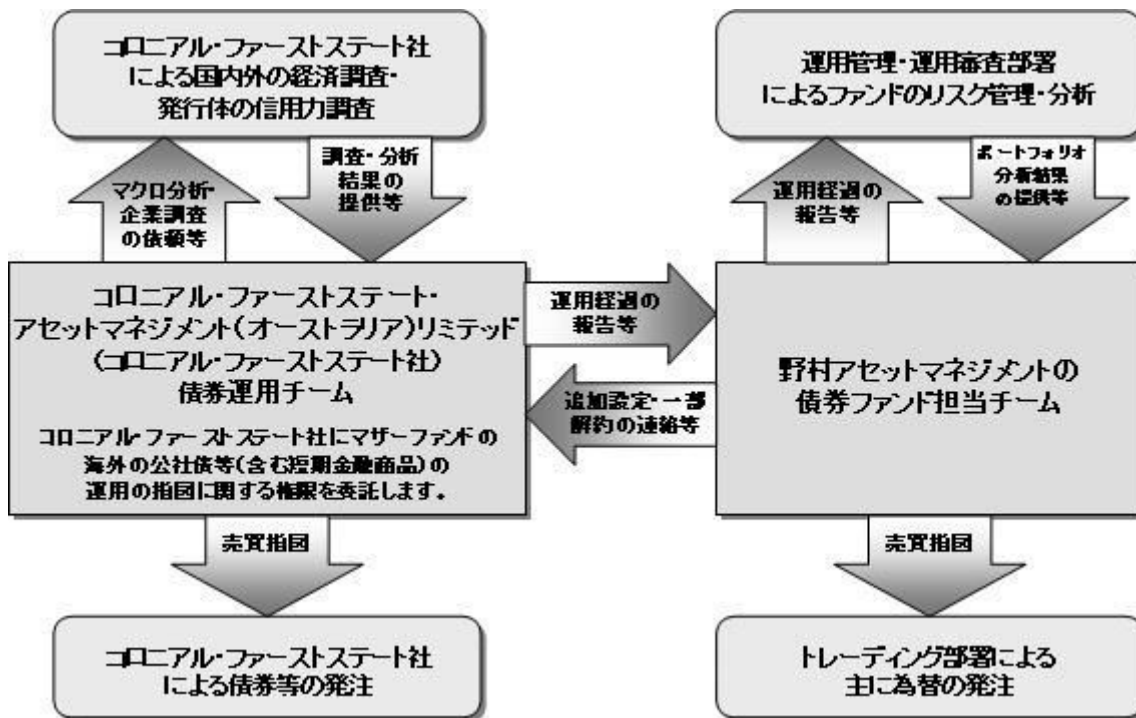 コロニアル・ファーストステート社
による国内外の経済調査・
発行体の信用力調査
運用管理・運用審査部署
によるファンドのリスク管理・分析
マクロ分析・
企業調査
の依頼等
調査・分析
結果の
提供等
運用経過の
報告等
ポートフォリオ
分析結果
の提供等
コロニアル・ファーストステート・
アセットマネジメント(オーストラリア)リミテッド
(コロニアル・ファーストステート社)
債券運用チーム
コロニアル・ファーストステート社にマザーファンドの
海外の公社債等(含む短期金融商品)の
運用の指図に関する権限を委託します。
運用経過の
報告等
追加設定・一部
解約の連絡等
野村アセットマネジメントの
債券ファンド担当チーム
売買指図
売買指図
コロニアル・ファーストステート社
による債券等の発注
トレーディング部署による
主に為替の発注